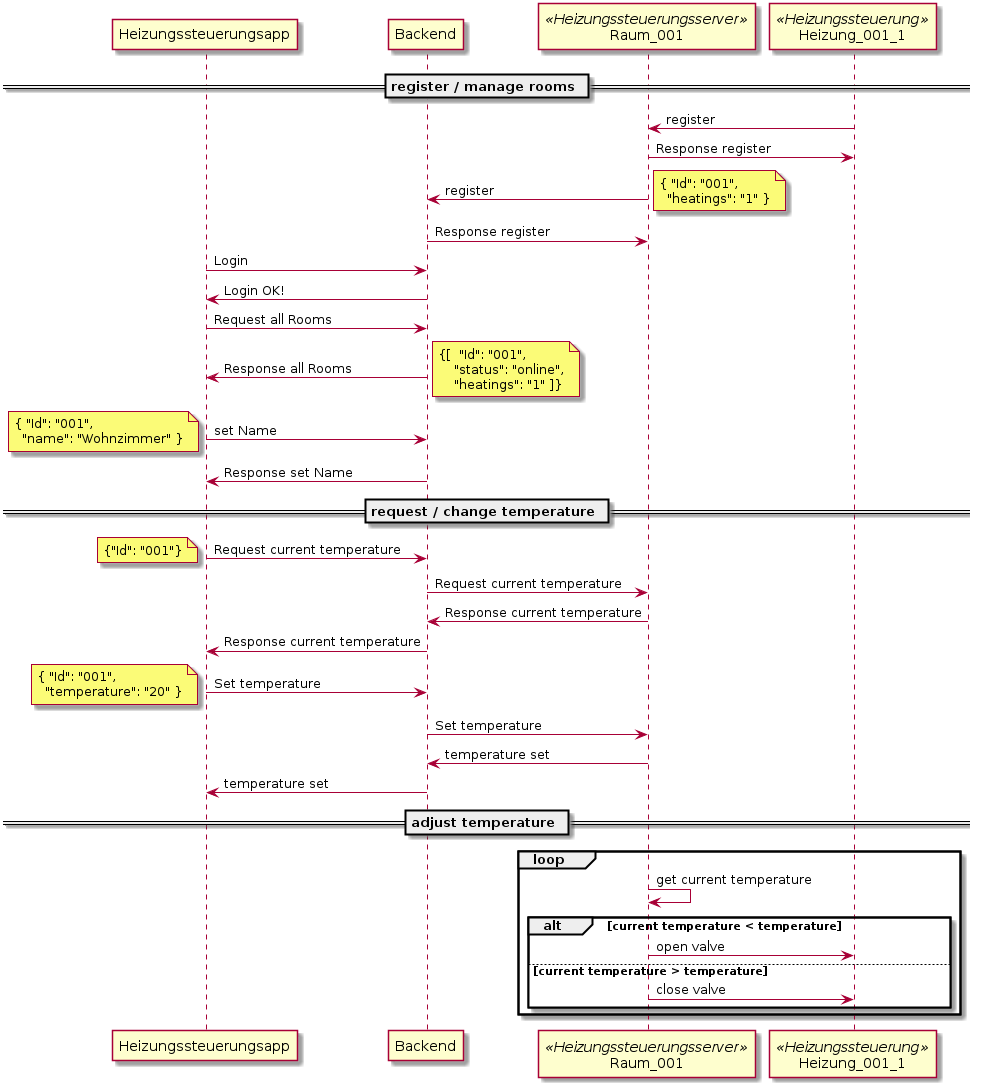 Heizungssteuerungsapp
Backend
«Heizungssteuerungsserver»
Raum_001
«Heizungssteuerung»
Heizung_001_1
register / manage rooms
register
Response register
{ "Id": "001",
"heatings": "1" }
register
Response register
Login
Login OK!
Request all Rooms
{[ "Id": "001",
"status": "online",
"heatings": "1" ]}
Response all Rooms
{ "Id": "001",
"name": "Wohnzimmer" }
set Name
Response set Name
request / change temperature
{"Id": "001"}
Request current temperature
Request current temperature
Response current temperature
Response current temperature
{ "Id": "001",
"temperature": "20" }
Set temperature
Set temperature
temperature set
temperature set
adjust temperature
loop
get current temperature
alt
[current temperature < temperature]
open valve
[current temperature > temperature]
close valve
Heizungssteuerungsapp
Backend
«Heizungssteuerungsserver»
Raum_001
«Heizungssteuerung»
Heizung_001_1